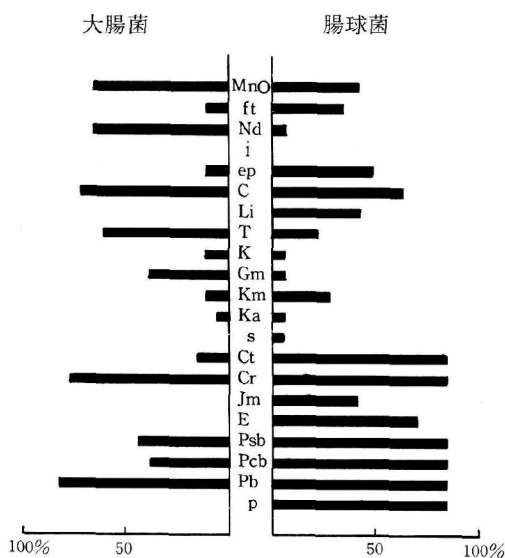 大腸菌 腸球菌
MnO
ft
Nd
i
ep
C
Li
T
K
Gm
Km
Ka
s
Ct
Cr
Jm
E
Psb
Pcb
Pb
p
100% 50 50 100%